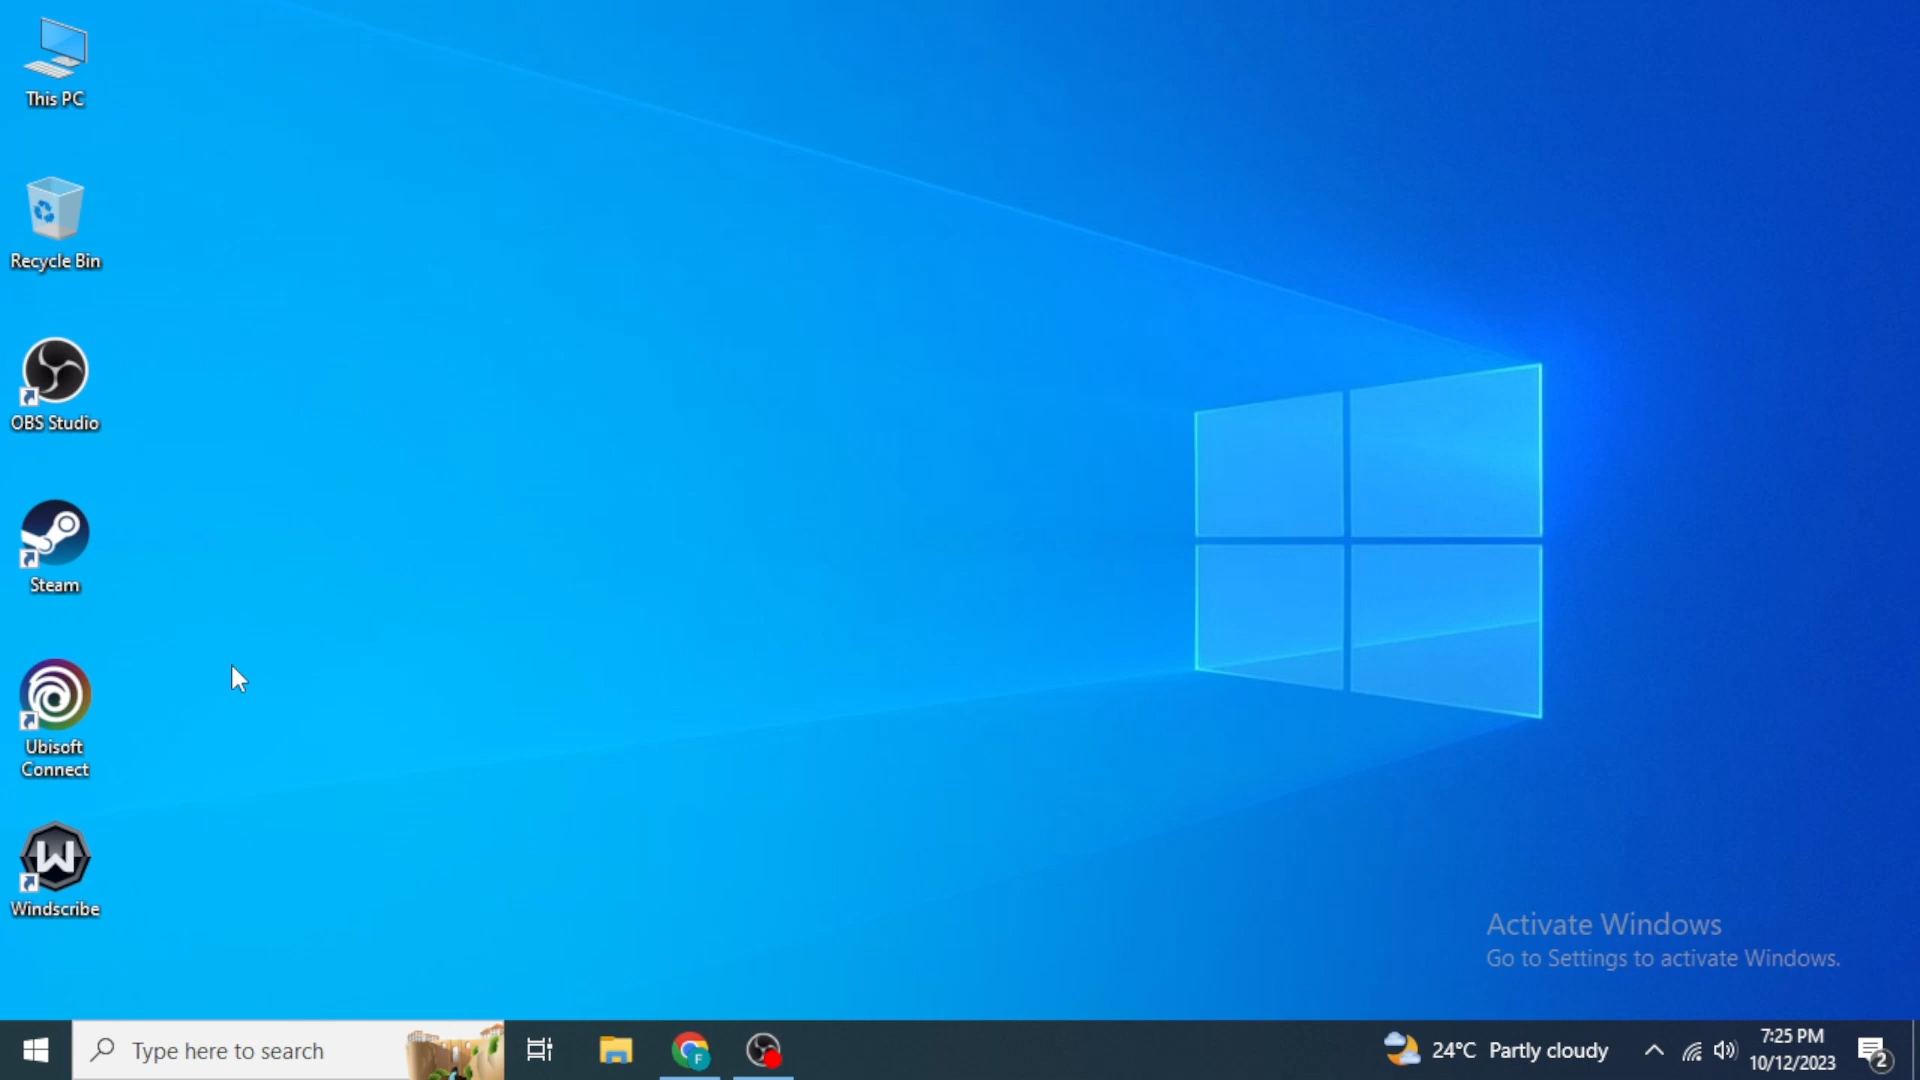 This PC
Recycle Bin
OBS Studio
Steam
Ubisoft
Connect
W
Windscribe
Activate Windows
Go to Settings to activate Windows.
Type here to search
F
24°C Partly cloudy
7:25 PM
10/12/2023
2